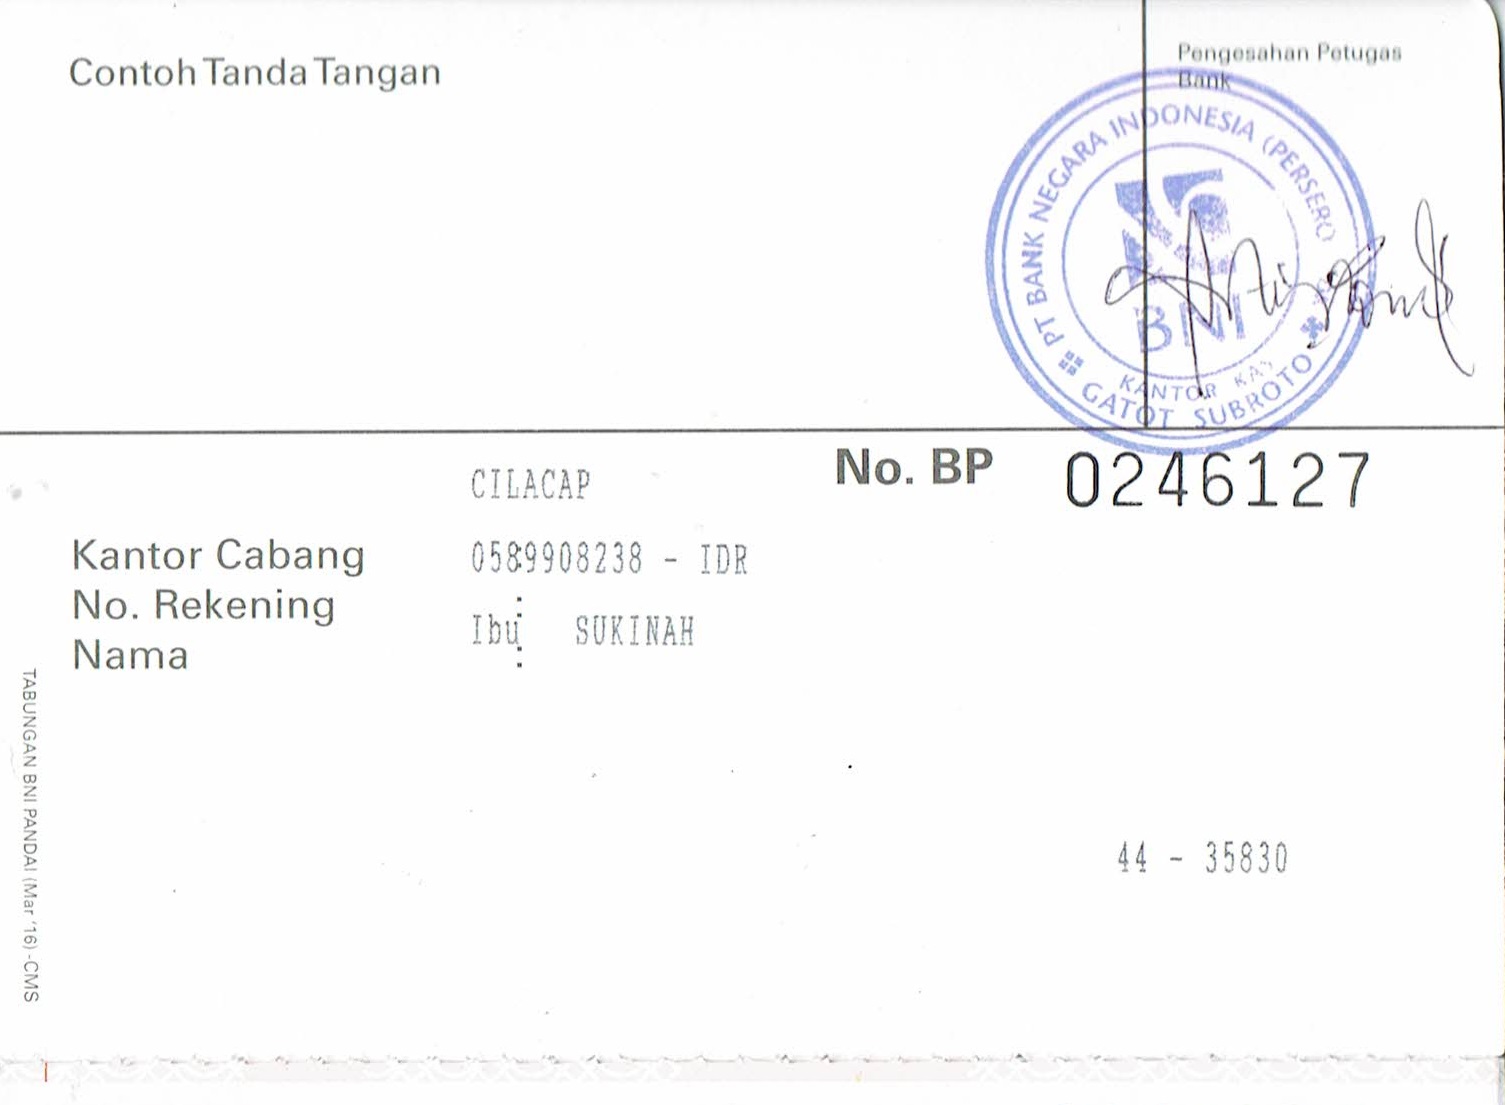 Contoh Tanda Tangan
Pengesahan Petugas
Bank
PT BANK NEGARA INDONESIA (PERSERO
BNI
KANTOR KAS
GATOT SUBROTO
CILACAP
No. BP 0246127
Kantor Cabang
0589908238 - IDR
No. Rekening
Ibu SUKINAH
Nama
44 - 35830
TABUNGAN BNI PANDAI (Mar '16) -CMS